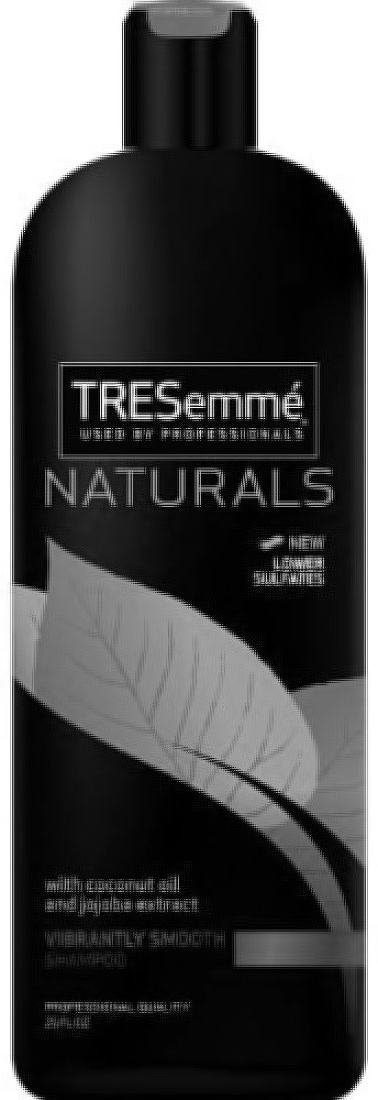 TRESemmé
USED BY PROFESSIONALS
NATURALS
NEW
LOWER
SULFATES
with coconut oil
and jojoba extract
VIBRANTLY SMOOTH
SHAMPOO
PROFESSIONAL QUALITY